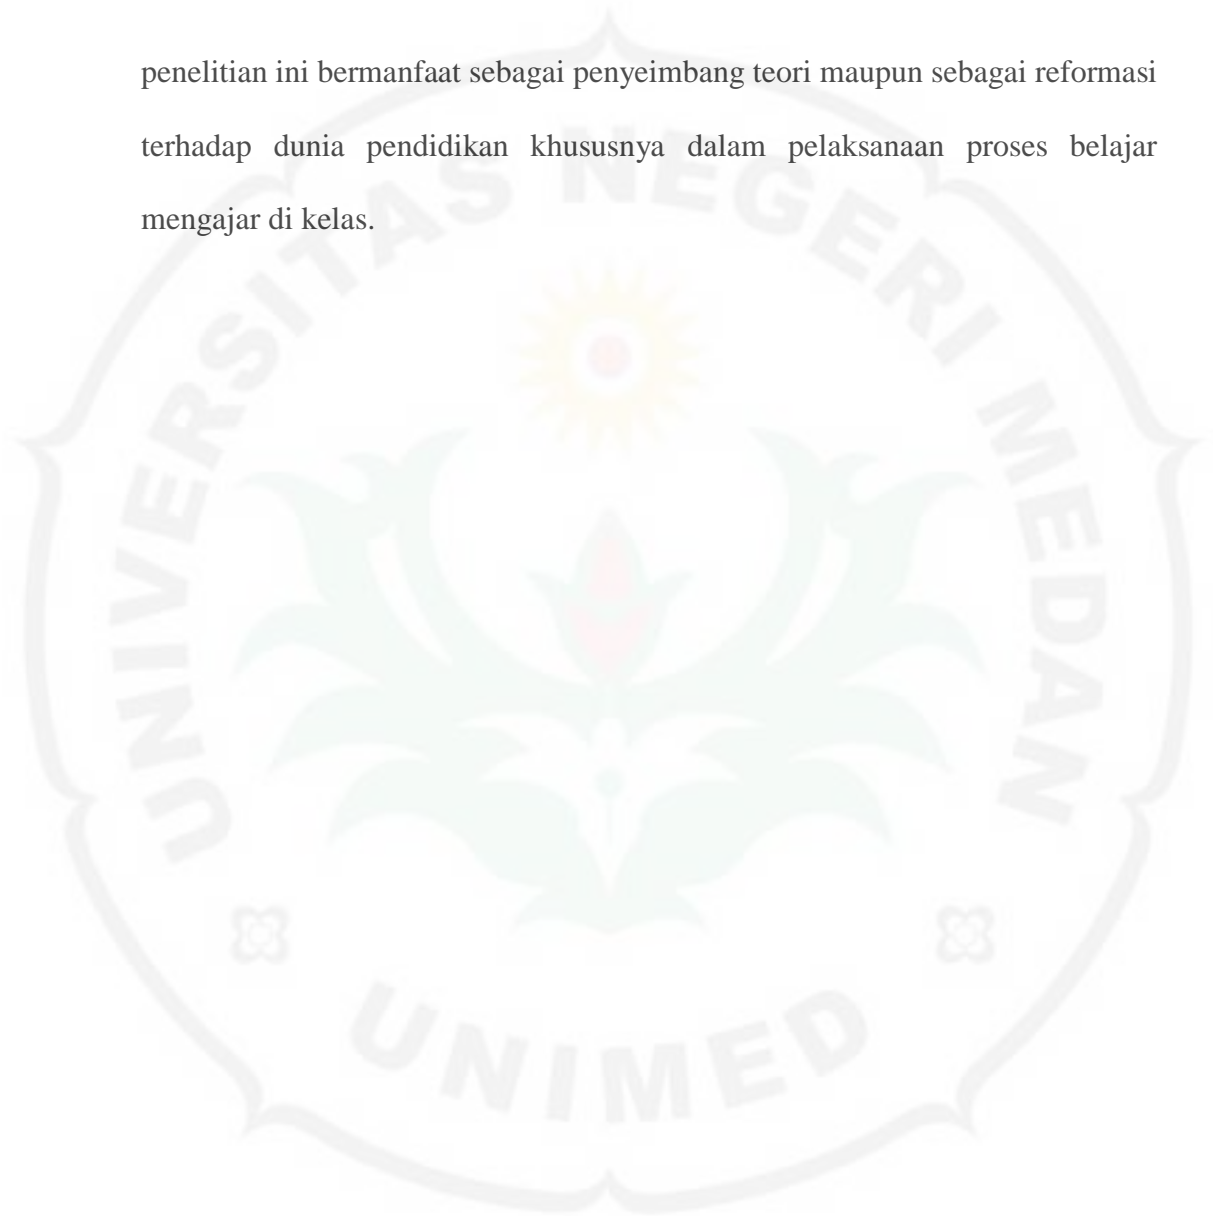 penelitian ini bermanfaat sebagai penyeimbang teori maupun sebagai reformasi
terhadap dunia pendidikan khususnya dalam pelaksanaan proses belajar
mengajar di kelas.
UNIVERSITAS NEGERI MEDAN
UNIMED